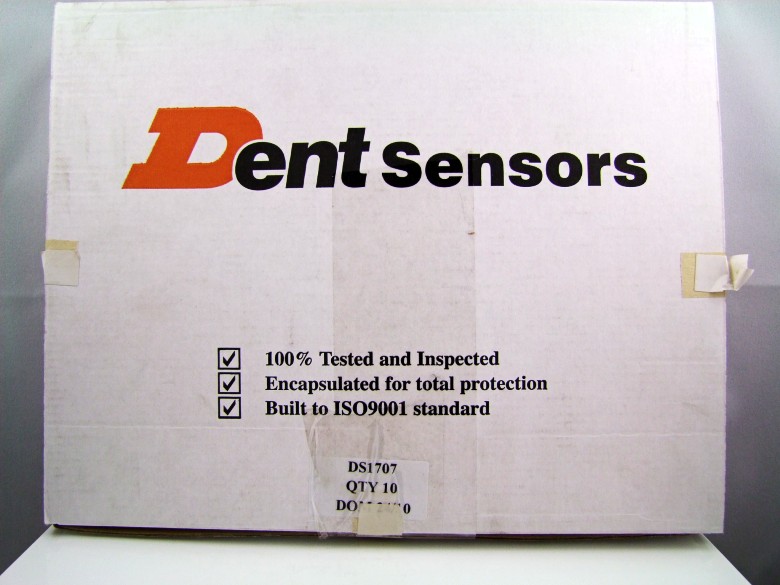 Dent Sensors
100% Tested and Inspected
Encapsulated for total protection
Built to ISO9001 standard
DS1707
QTY 10